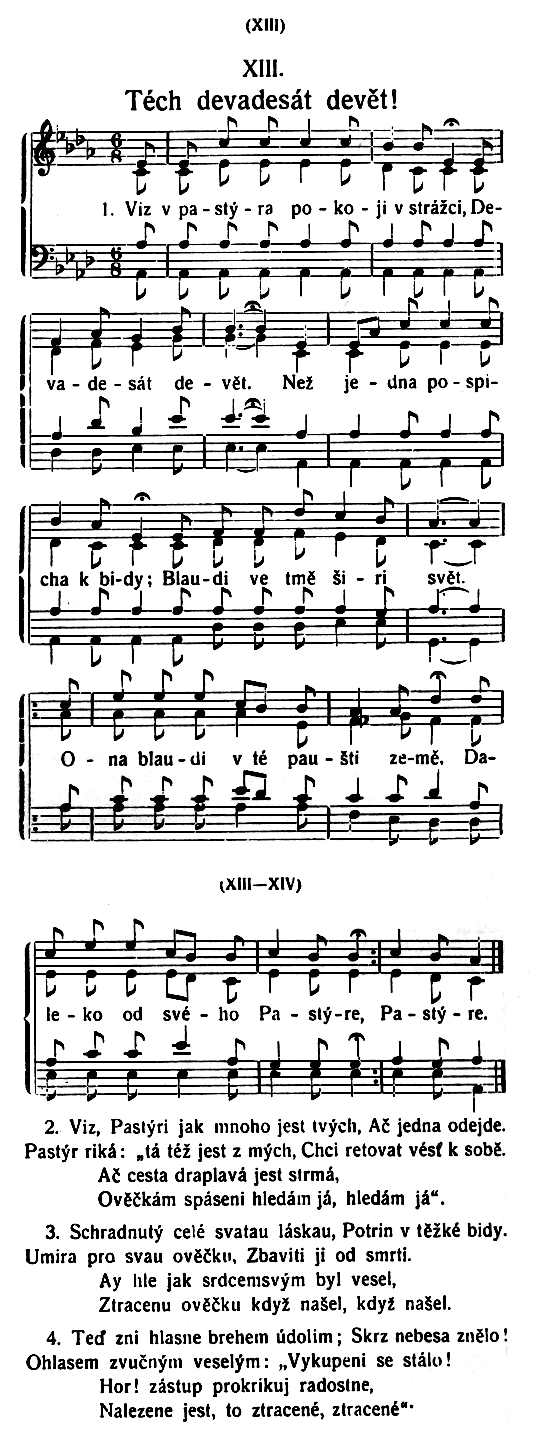 (XIII)
XIII.
Téch devadesát devět!
1. Viz v pa-stý-ra po-ko-ji v strážci, De-
va-de-sát de-vět. Než je-dna po-spi-
cha k bi-dy; Blau-di ve tmě ši-ri svět.
O-na blau-di v té pau-šti ze-mě, Da-
(XIII—XIV)
le-ko od své-ho Pa-stý-re, Pa-stý-re.
2. Viz, Pastýri jak mnoho jest tvých, Ač jedna odejde.
Pastýr riká: „tá též jest z mých, Chci retovat vésť k sobě.
Ač cesta draplavá jest strmá,
Ověčkám spáseni hledám já, hledám já“.
3. Schradnutý celé svatau láskau, Potrin v těžké bidy.
Umira pro svau ověčku, Zbaviti ji od smrti.
Ay hle jak srdcemsvým byl vesel,
Ztracenu ověčku když našel, když našel.
4. Teď zni hlasne brehem údolim; Skrz nebesa znělo!
Ohlasem zvučným veselým: „Vykupeni se stálo!
Hor! zástup prokrikuj radostne,
Nalezene jest, to ztracené, ztracené“.